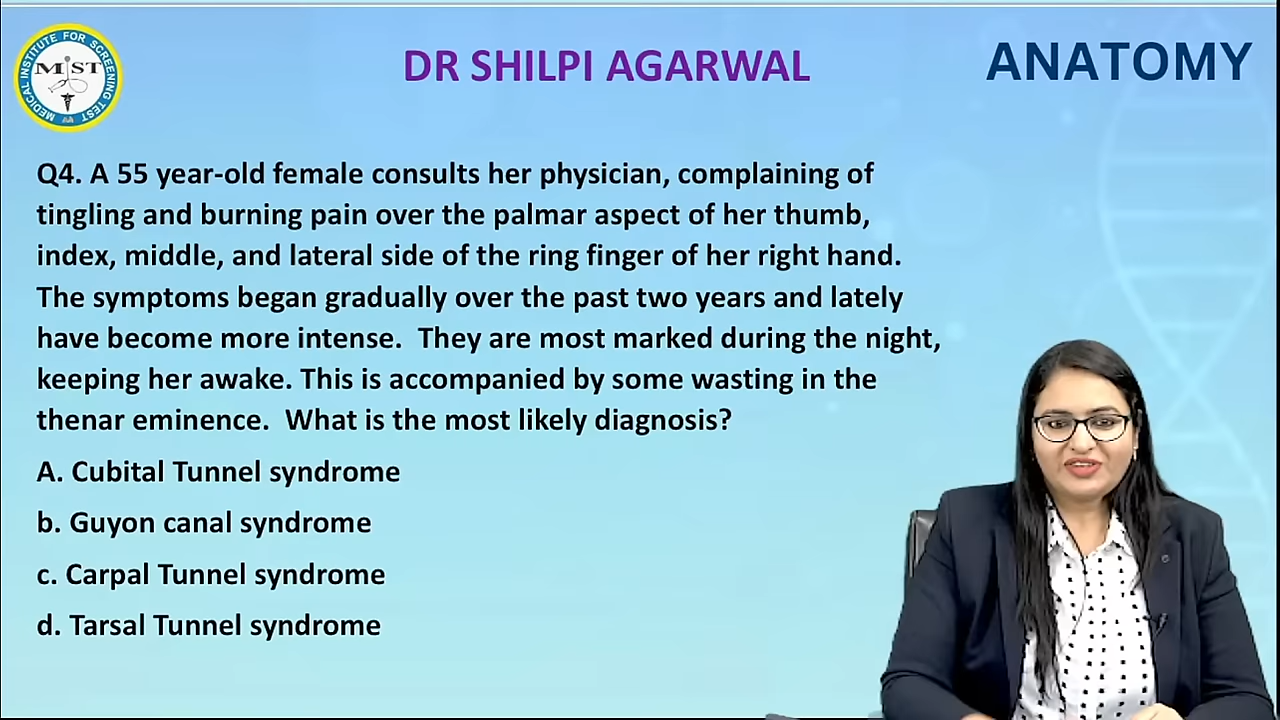 MEDICAL INSTITUTE FOR SCREENING TEST
MIST
DR SHILPI AGARWAL
ANATOMY
Q4. A 55 year-old female consults her physician, complaining of
tingling and burning pain over the palmar aspect of her thumb,
index, middle, and lateral side of the ring finger of her right hand.
The symptoms began gradually over the past two years and lately
have become more intense.  They are most marked during the night,
keeping her awake. This is accompanied by some wasting in the
thenar eminence.  What is the most likely diagnosis?
A. Cubital Tunnel syndrome
b. Guyon canal syndrome
c. Carpal Tunnel syndrome
d. Tarsal Tunnel syndrome